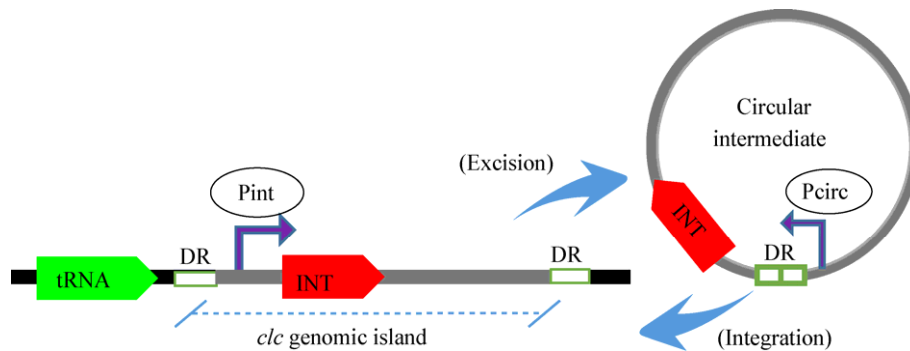 Circular
intermediate
(Excision)
Pint
Pcirc
INT
DR
DR
DR
tRNA
INT
clc genomic island
(Integration)